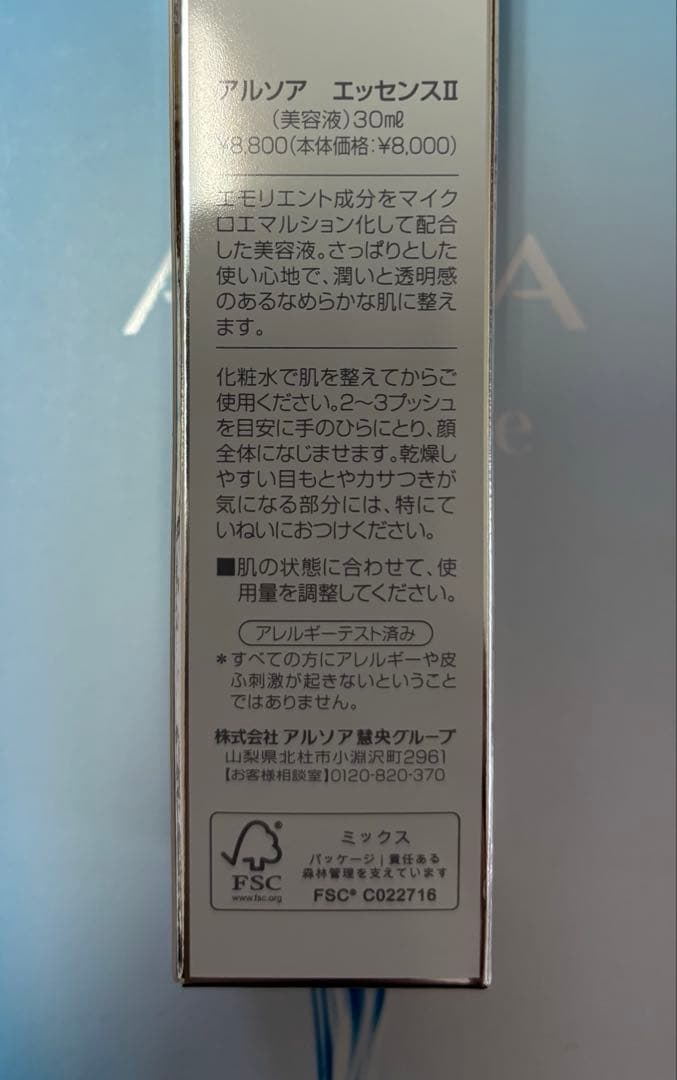 アルソア エッセンスⅡ
(美容液)30㎖
¥8,800(本体価格:¥8,000)
エモリエント成分をマイク
ロエマルション化して配合
した美容液。さっぱりとした
使い心地で、潤いと透明感
のあるなめらかな肌に整え
ます。
化粧水で肌を整えてからご
使用ください。2〜3プッシュ
を目安に手のひらにとり、顔
全体になじませます。乾燥し
やすい目もとやカサつきが
気になる部分には、特にて
いねいにおつけください。
■肌の状態に合わせて、使
用量を調整してください。
アレルギーテスト済み
*すべての方にアレルギーや皮
ふ刺激が起きないということ
ではありません。
株式会社 アルソア 慧央グループ
山梨県北杜市小淵沢町2961
【お客様相談室】0120-820-370
ミックス
パッケージ|責任ある
森林管理を支えています
FSC® C022716
FSC
www.fsc.org